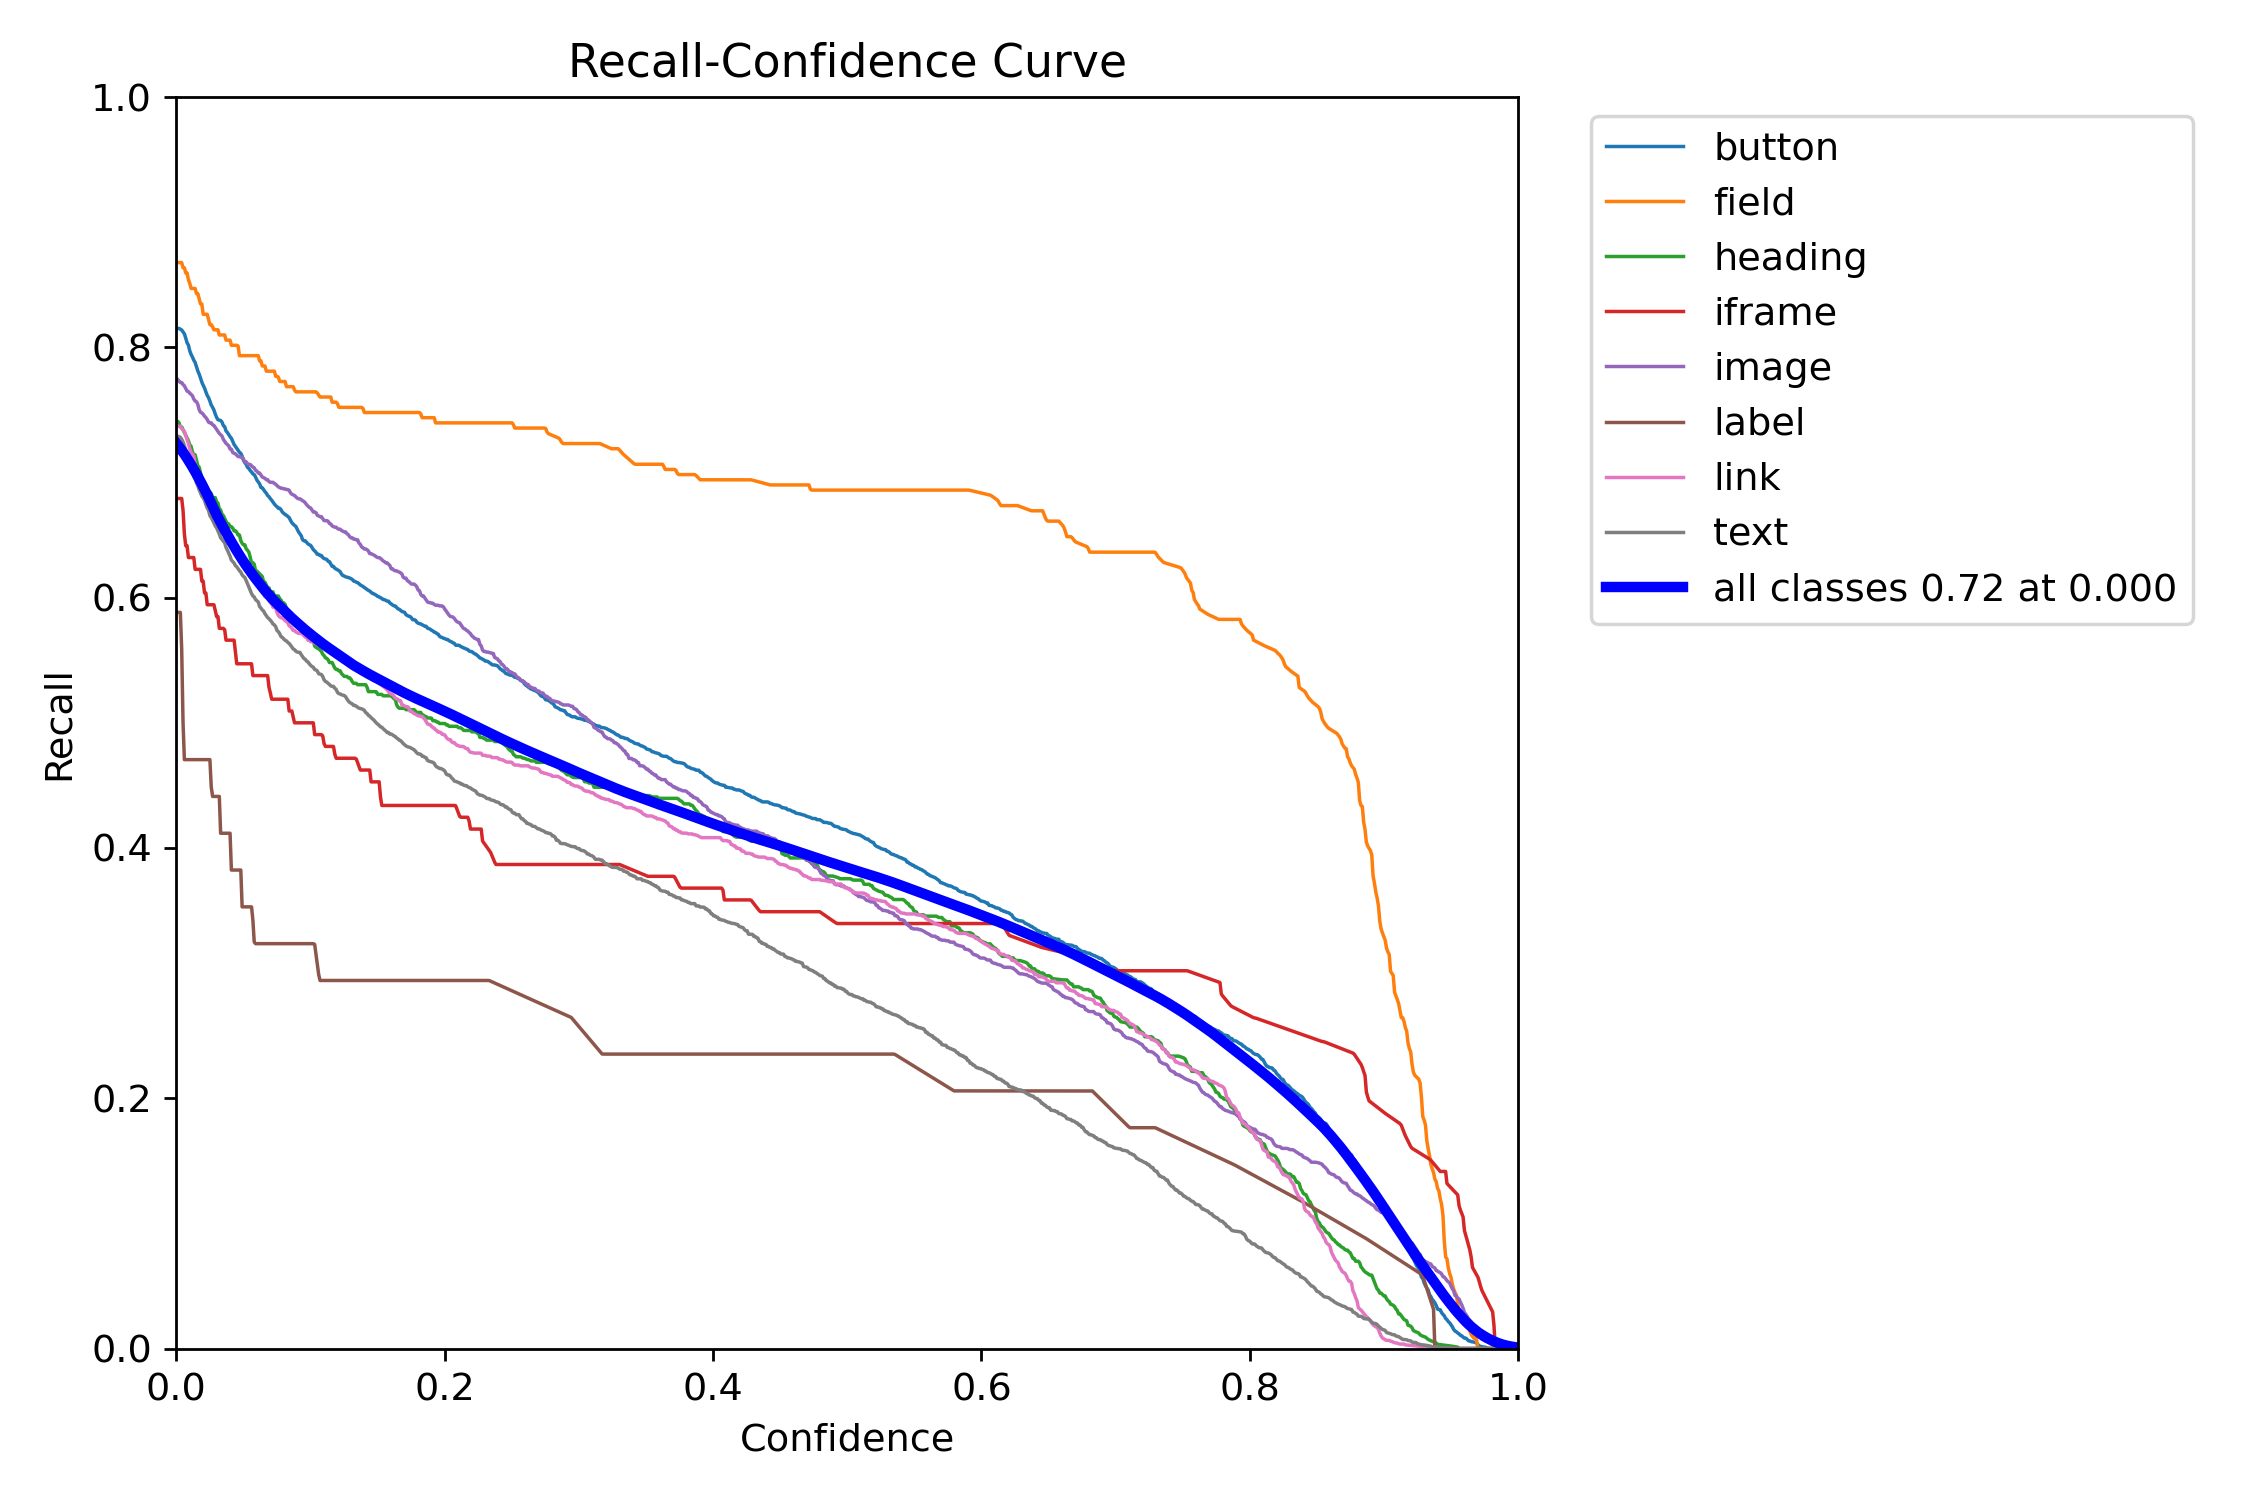 Recall-Confidence Curve
1.0
0.8
0.6
0.4
0.2
0.0
Recall
0.0 0.2 0.4 0.6 0.8 1.0
Confidence
button
field
heading
iframe
image
label
link
text
all classes 0.72 at 0.000